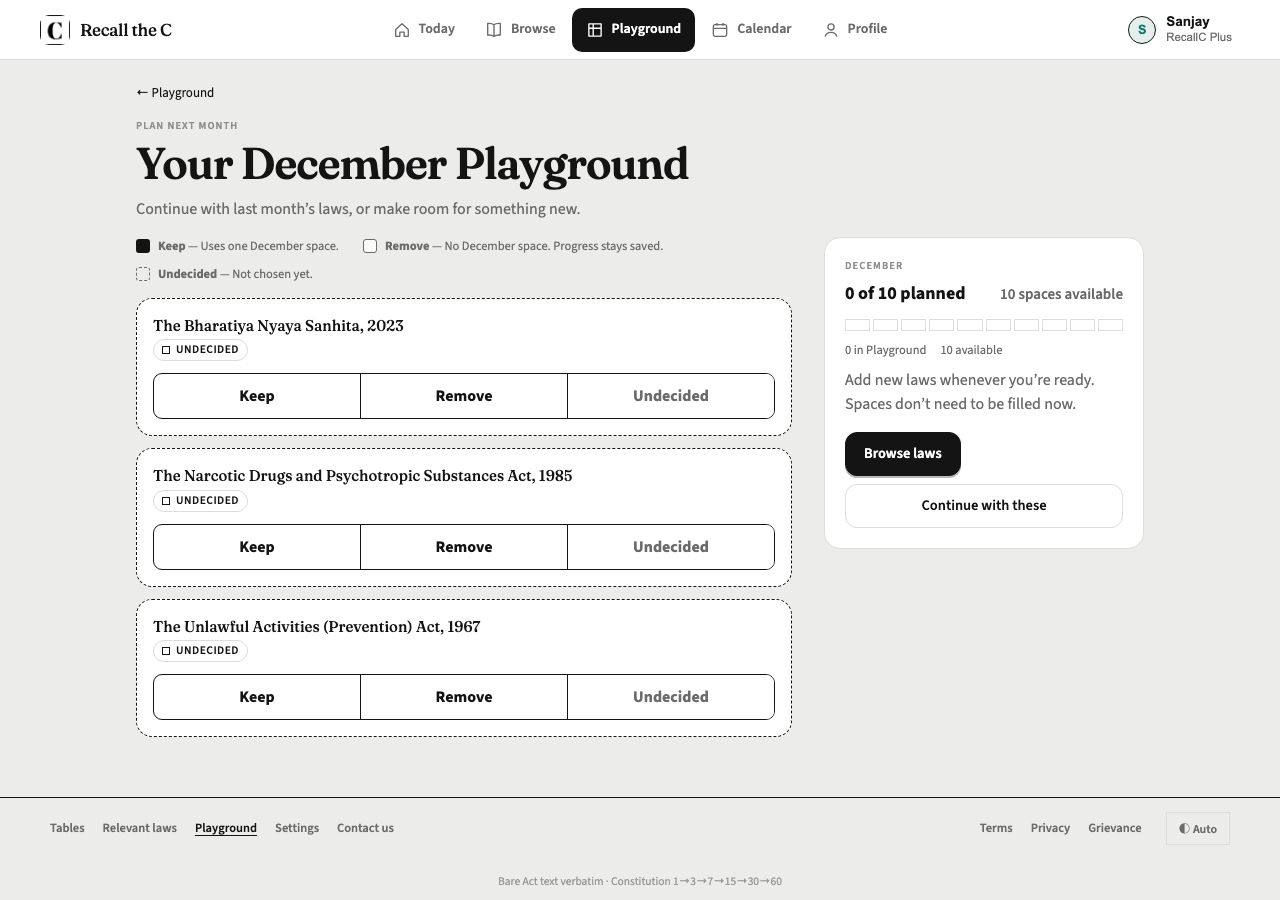 C Recall the C
Today
Browse
Playground
Calendar
Profile
S
Sanjay
RecallC Plus
← Playground
PLAN NEXT MONTH
Your December Playground
Continue with last month’s laws, or make room for something new.
Keep — Uses one December space.
Remove — No December space. Progress stays saved.
Undecided — Not chosen yet.
The Bharatiya Nyaya Sanhita, 2023
UNDECIDED
Keep
Remove
Undecided
The Narcotic Drugs and Psychotropic Substances Act, 1985
UNDECIDED
Keep
Remove
Undecided
The Unlawful Activities (Prevention) Act, 1967
UNDECIDED
Keep
Remove
Undecided
DECEMBER
0 of 10 planned
10 spaces available
0 in Playground
10 available
Add new laws whenever you’re ready.
Spaces don’t need to be filled now.
Browse laws
Continue with these
Tables
Relevant laws
Playground
Settings
Contact us
Terms
Privacy
Grievance
Auto
Bare Act text verbatim · Constitution 1→3→7→15→30→60